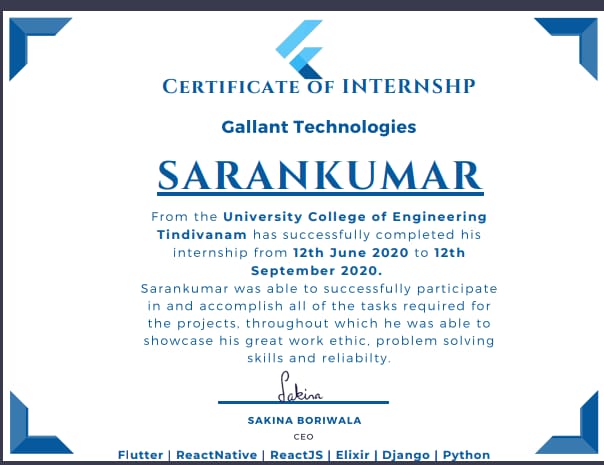 CERTIFICATE OF INTERNSHP
Gallant Technologies
SARANKUMAR
From the University College of Engineering
Tindivanam has successfully completed his
internship from 12th June 2020 to 12th
September 2020.
Sarankumar was able to successfully participate
in and accomplish all of the tasks required for
the projects, throughout which he was able to
showcase his great work ethic, problem solving
skills and reliabilty.
Sakina
SAKINA BORIWALA
CEO
Flutter | ReactNative | ReactJS | Elixir | Django | Python